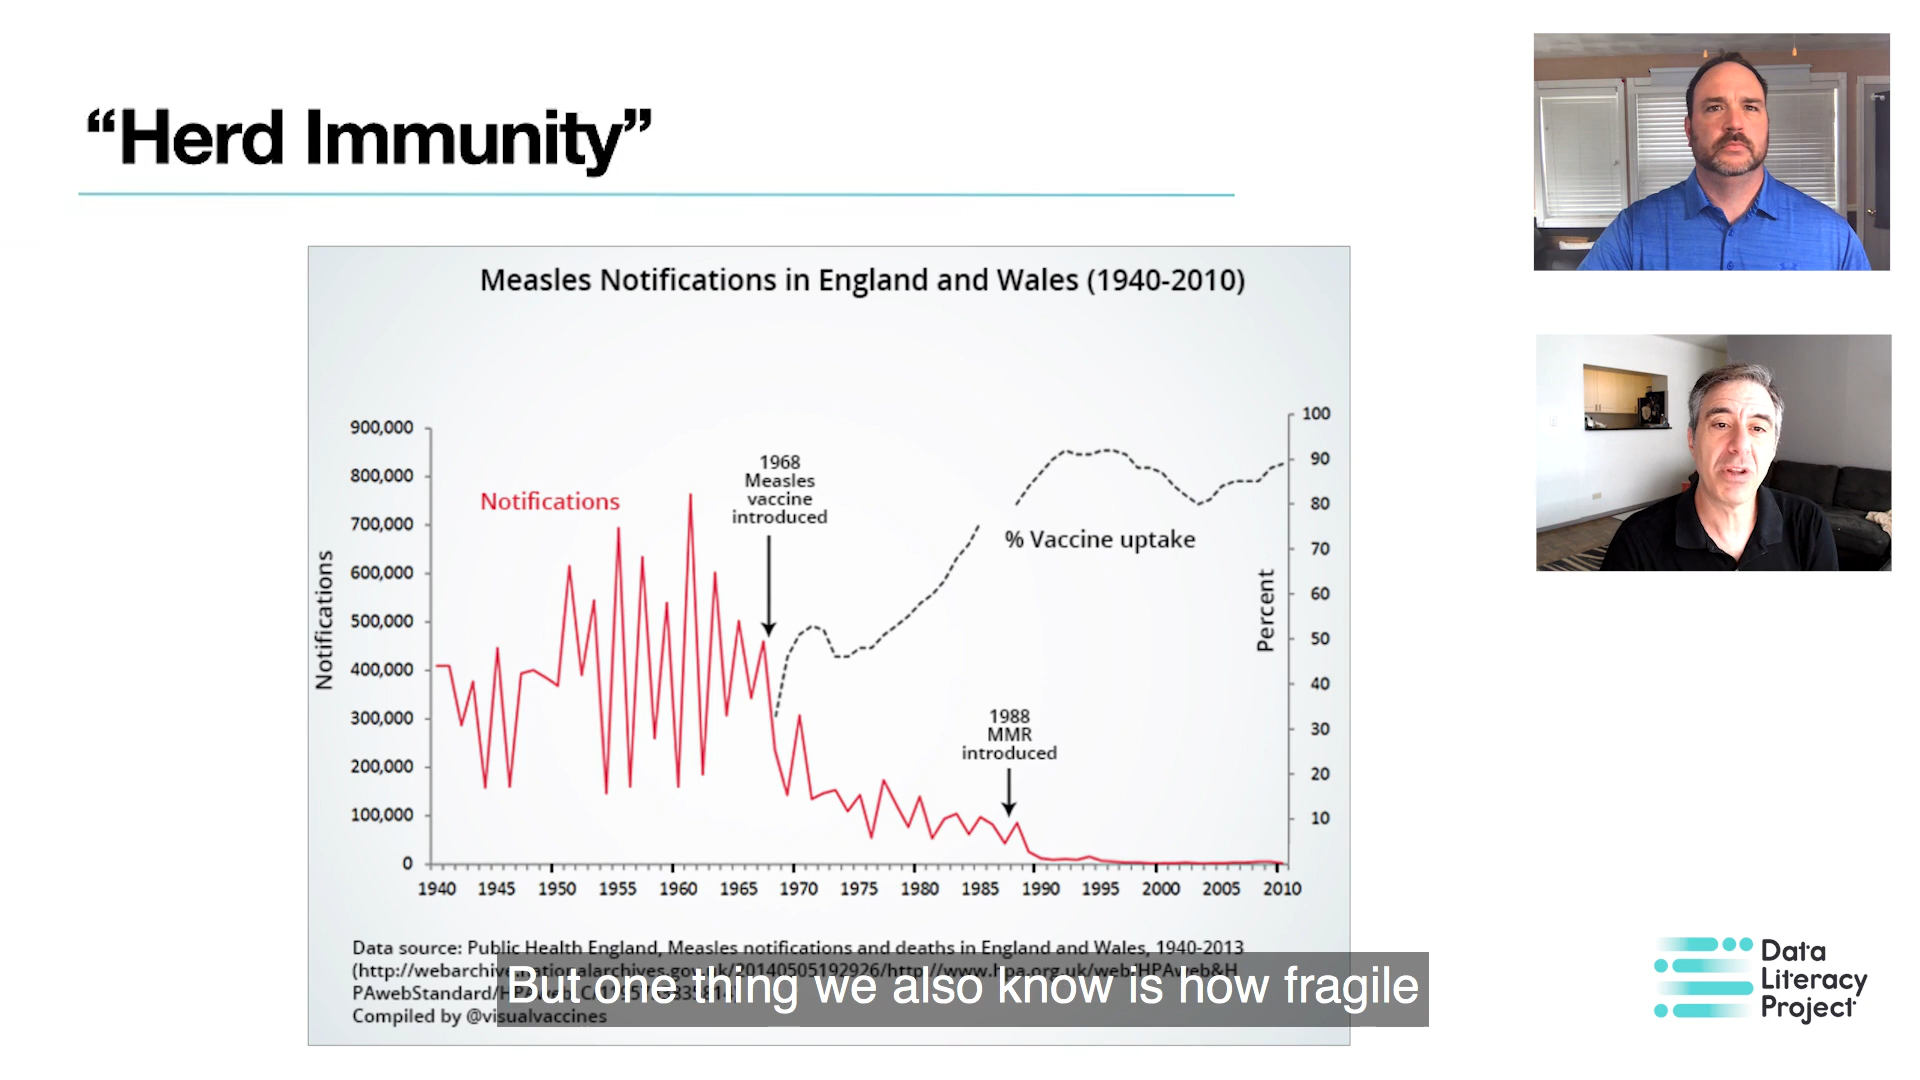 “Herd Immunity”
Measles Notifications in England and Wales (1940-2010)
900,000
800,000
700,000
600,000
500,000
400,000
300,000
200,000
100,000
0
Notifications
Notifications
1968
Measles
vaccine
introduced
% Vaccine uptake
1988
MMR
introduced
100
90
80
70
60
50
40
30
20
10
Percent
1940 1945 1950 1955 1960 1965 1970 1975 1980 1985 1990 1995 2000 2005 2010
Data source: Public Health England, Measles notifications and deaths in England and Wales, 1940-2013
(http://webarchive.nationalarchives.gov.uk/20140505192926/http://www.hpa.org.uk/web/HPAweb&H
Compiled by @visualvaccines
But one thing we also know is how fragile
Data
Literacy
Project